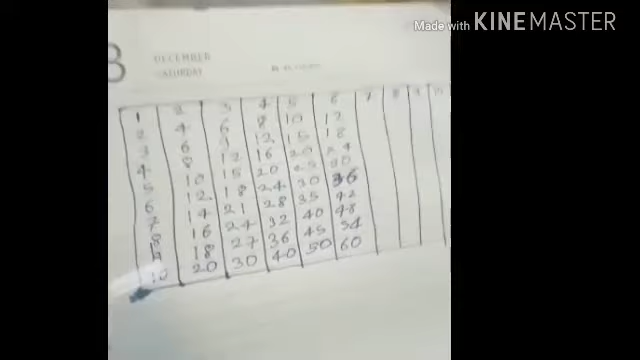 Made with KINEMASTER
DECEMBER
SATURDAY
1 2 3 4 5 6 7 8 9 10
2 4 6 8 10 12
3 6 9 12 15 18
4 8 12 16 20 24
5 10 15 20 25 30
6 12 18 24 30 36
7 14 21 28 35 42
8 16 24 32 40 48
9 18 27 36 45 54
10 20 30 40 50 60